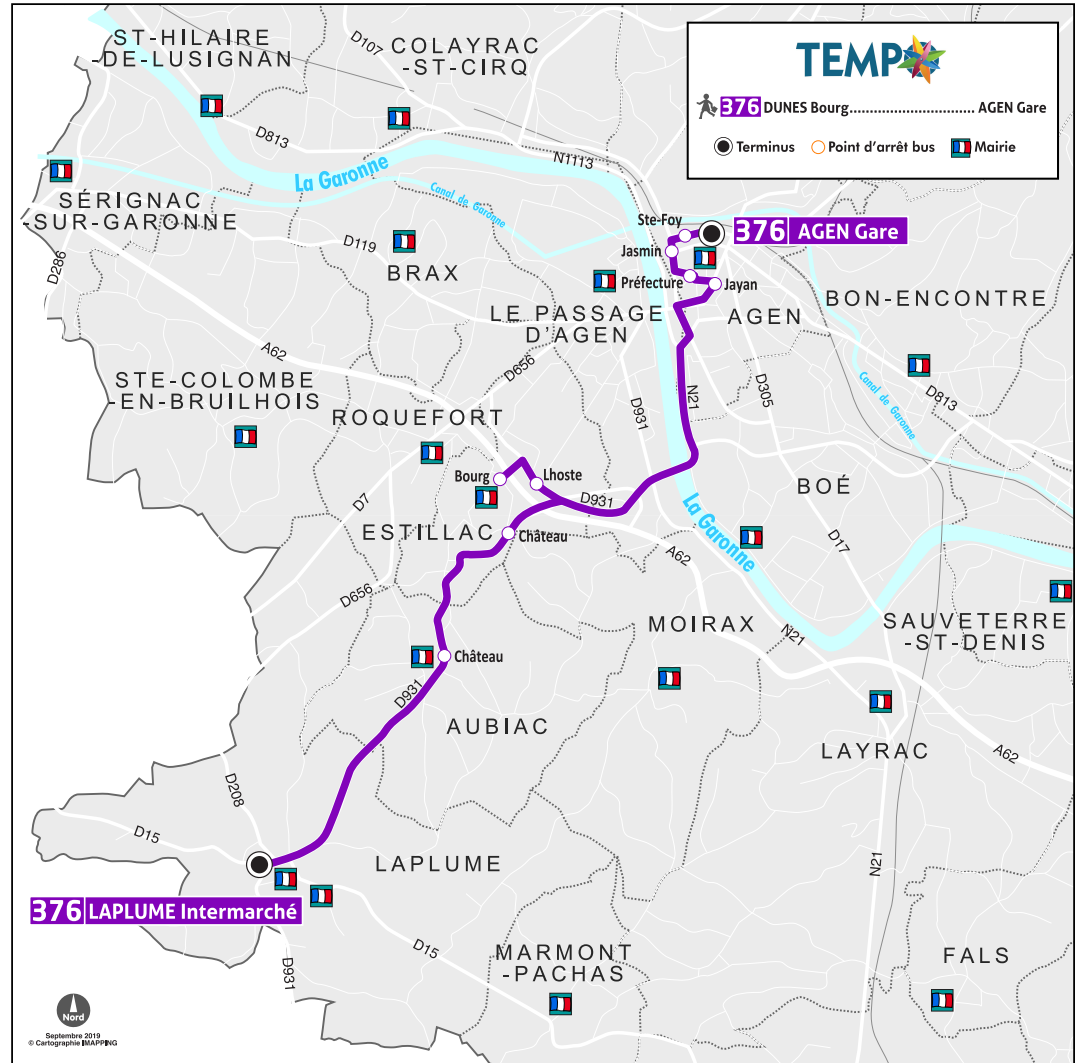 ST-HILAIRE
-DE-LUSIGNAN
D107
COLAYRAC
-ST-CIRQ
TEMPO
376 DUNES Bourg.............................. AGEN Gare
Terminus
Point d'arrêt bus
Mairie
D813
N1113
La Garonne
Canal de Garonne
SÉRIGNAC
-SUR-GARONNE
D286
D119
BRAX
Ste-Foy
376 AGEN Gare
Jasmin
Préfecture
Jayan
LE PASSAGE
D'AGEN
AGEN
BON-ENCONTRE
A62
D656
STE-COLOMBE
-EN-BRUILHOIS
ROQUEFORT
D931
N21
D305
Canal de Garonne
D813
Bourg
Lhoste
D7
D931
BOÉ
ESTILLAC
Château
La Garonne
A62
D17
D656
MOIRAX
N21
SAUVETERRE
-ST-DENIS
Château
D931
AUBIAC
LAYRAC
A62
D208
D15
LAPLUME
N21
376 LAPLUME Intermarché
D15
D931
MARMONT
-PACHAS
FALS
Nord
Septembre 2019
© Cartographie IMAPPING